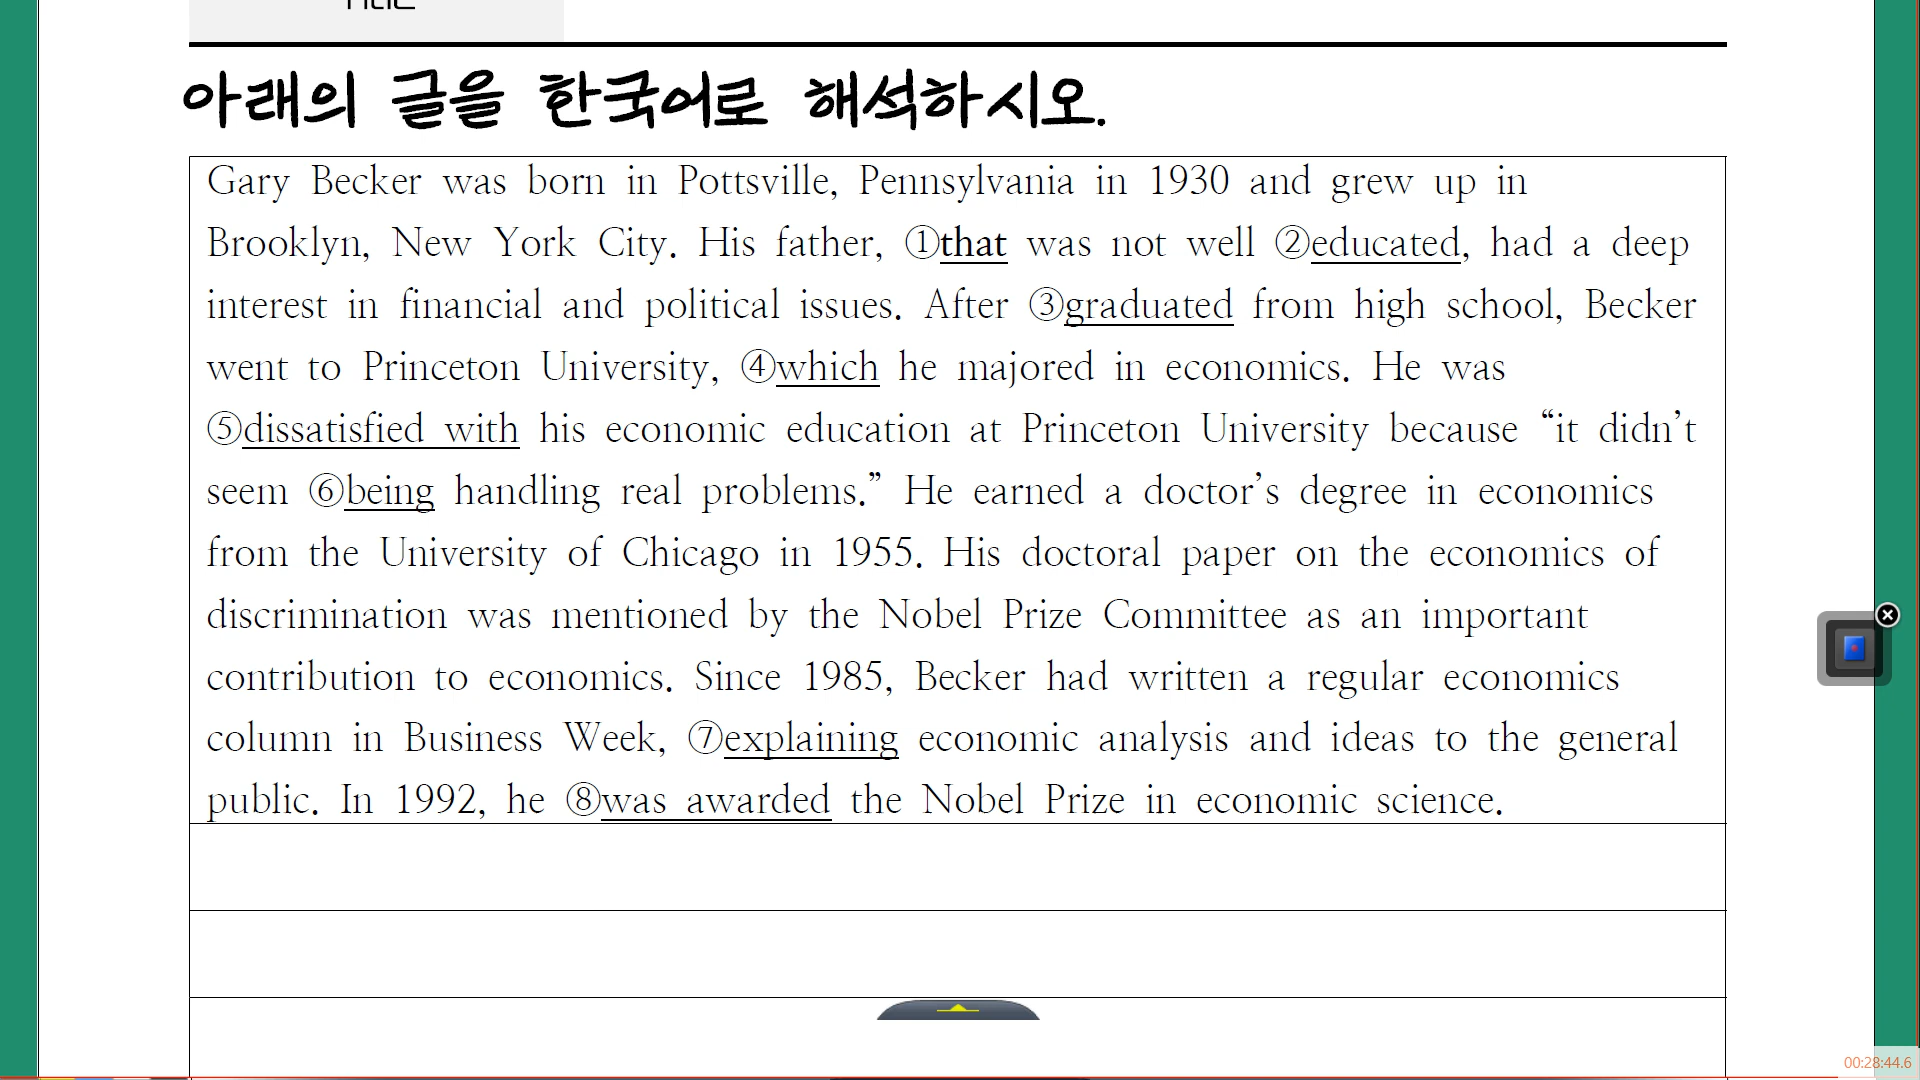 아래의 글을 한국어로 해석하시오.
Gary Becker was born in Pottsville, Pennsylvania in 1930 and grew up in
Brooklyn, New York City. His father, ①that was not well ②educated, had a deep
interest in financial and political issues. After ③graduated from high school, Becker
went to Princeton University, ④which he majored in economics. He was
⑤dissatisfied with his economic education at Princeton University because “it didn’t
seem ⑥being handling real problems.” He earned a doctor’s degree in economics
from the University of Chicago in 1955. His doctoral paper on the economics of
discrimination was mentioned by the Nobel Prize Committee as an important
contribution to economics. Since 1985, Becker had written a regular economics
column in Business Week, ⑦explaining economic analysis and ideas to the general
public. In 1992, he ⑧was awarded the Nobel Prize in economic science.
00:28:44.6